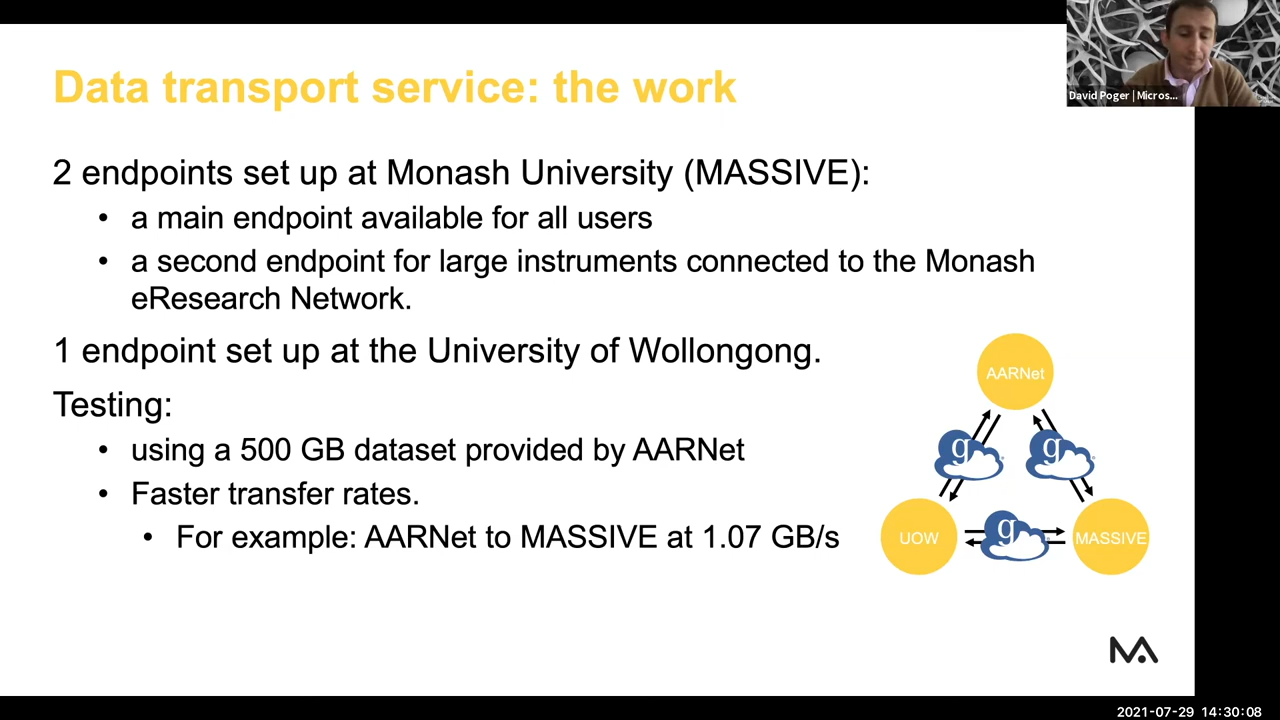 Data transport service: the work
David Poger | Micros...
2 endpoints set up at Monash University (MASSIVE):
• a main endpoint available for all users
• a second endpoint for large instruments connected to the Monash
eResearch Network.
1 endpoint set up at the University of Wollongong.
Testing:
• using a 500 GB dataset provided by AARNet
• Faster transfer rates.
• For example: AARNet to MASSIVE at 1.07 GB/s
AARNet
g
g
UOW
g
MASSIVE
MA
2021-07-29 14:30:08